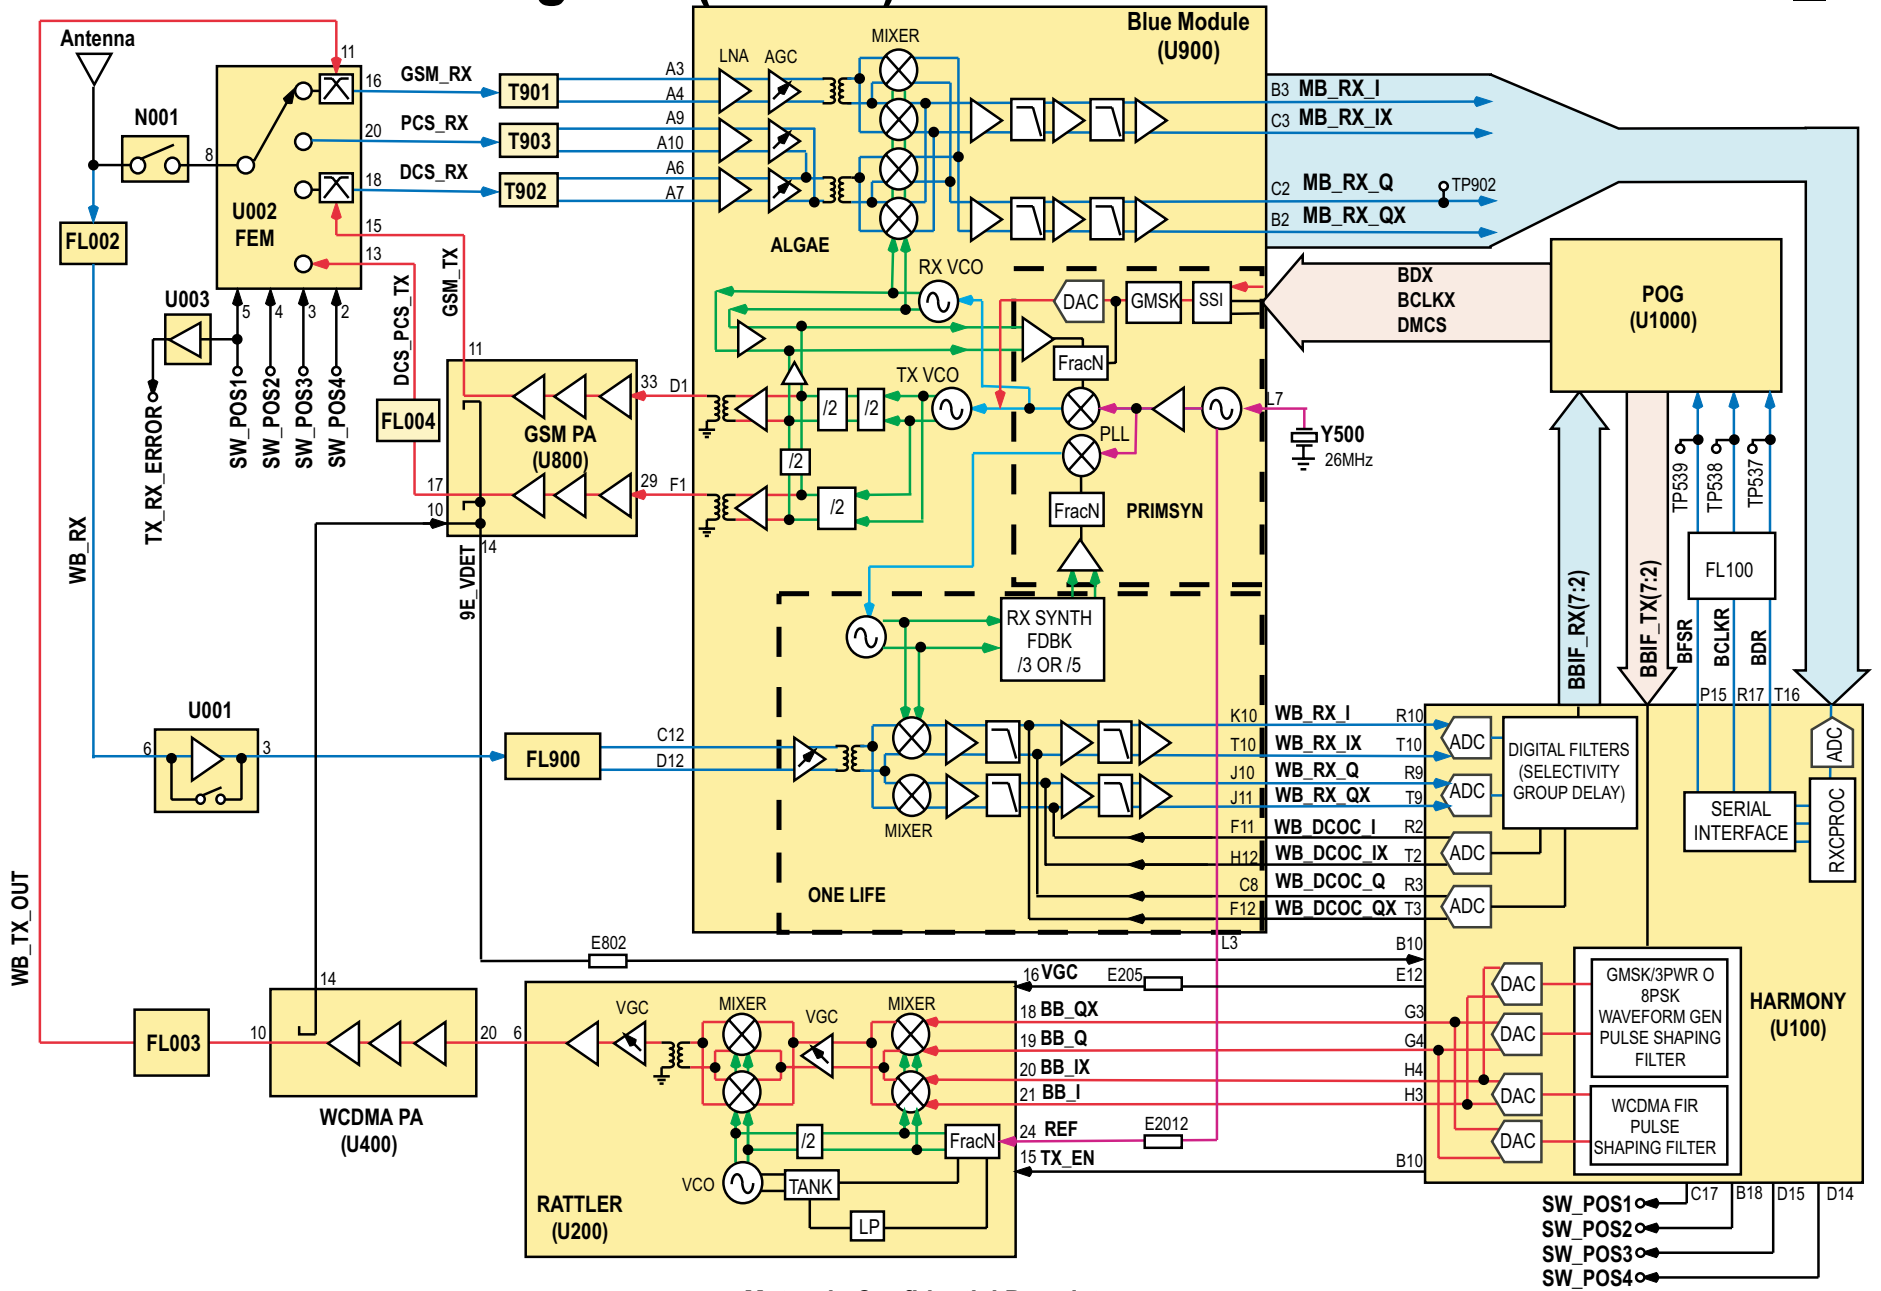 Antenna
N001
8
FL002
U002
FEM
11
16
20
18
15
13
GSM_RX
PCS_RX
DCS_RX
T901
T903
T902
A3
A4
A9
A10
A6
A7
LNA
AGC
MIXER
Blue Module
(U900)
ALGAE
B3 MB_RX_I
C3 MB_RX_IX
C2 MB_RX_Q
TP902
B2 MB_RX_QX
U003
5
4
3
2
TX_RX_ERROR
SW_POS1
SW_POS2
SW_POS3
SW_POS4
DCS_PCS_TX
GSM_TX
FL004
11
33
D1
GSM PA
(U800)
17
29
F1
10
14
9E_VDET
WB_RX
RX VCO
TX VCO
/2
/2
/2
/2
DAC
GMSK
SSI
FracN
PLL
FracN
PRIMSYN
L7
Y500
26MHz
BDX
BCLKX
DMCS
POG
(U1000)
TP539
TP538
TP537
FL100
BBIF_RX(7:2)
BBIF_TX(7:2)
BFSR
BCLKR
BDR
P15
R17
T16
RX SYNTH
FDBK
/3 OR /5
U001
6
3
FL900
C12
D12
MIXER
ONE LIFE
K10 WB_RX_I R10
T10 WB_RX_IX T10
J10 WB_RX_Q R9
J11 WB_RX_QX T9
F11 WB_DCOC_I R2
H12 WB_DCOC_IX T2
C8 WB_DCOC_Q R3
F12 WB_DCOC_QX T3
ADC
ADC
ADC
ADC
DIGITAL FILTERS
(SELECTIVITY
GROUP DELAY)
SERIAL
INTERFACE
ADC
RXCPROC
L3
E802
B10
WB_TX_OUT
FL003
10
14
20
WCDMA PA
(U400)
6
VGC
MIXER
VGC
MIXER
16 VGC E205 E12
18 BB_QX G3
19 BB_Q G4
20 BB_IX H4
21 BB_I H3
24 REF E2012
15 TX_EN B10
/2
FracN
VCO
TANK
LP
RATTLER
(U200)
DAC
DAC
DAC
DAC
GMSK/3PWR O
8PSK
WAVEFORM GEN
PULSE SHAPING
FILTER
WCDMA FIR
PULSE
SHAPING FILTER
HARMONY
(U100)
C17
B18
D15
D14
SW_POS1
SW_POS2
SW_POS3
SW_POS4